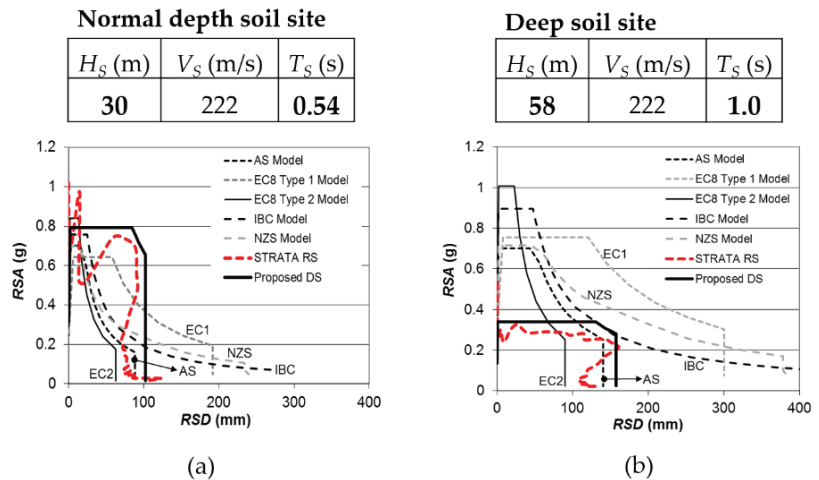 Normal depth soil site
H_S (m) V_S (m/s) T_S (s)
30 222 0.54
1.2
1
0.8
0.6
0.4
0.2
0
RSA (g)
AS Model
EC8 Type 1 Model
EC8 Type 2 Model
IBC Model
NZS Model
STRATA RS
Proposed DS
EC1
NZS
IBC
EC2
AS
0 100 200 300 400
RSD (mm)
(a)
Deep soil site
H_S (m) V_S (m/s) T_S (s)
58 222 1.0
1.2
1
0.8
0.6
0.4
0.2
0
RSA (g)
AS Model
EC8 Type 1 Model
EC8 Type 2 Model
IBC Model
NZS Model
STRATA RS
Proposed DS
EC1
NZS
IBC
EC2
AS
0 100 200 300 400
RSD (mm)
(b)